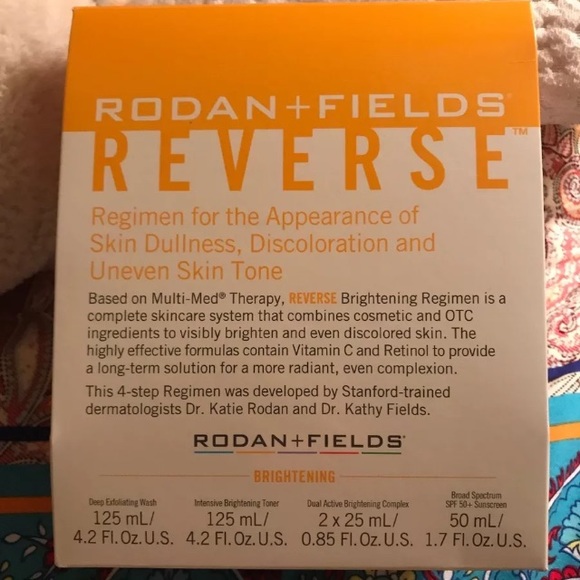 RODAN+FIELDS®
REVERSE™
Regimen for the Appearance of
Skin Dullness, Discoloration and
Uneven Skin Tone
Based on Multi-Med® Therapy, REVERSE Brightening Regimen is a
complete skincare system that combines cosmetic and OTC
ingredients to visibly brighten and even discolored skin. The
highly effective formulas contain Vitamin C and Retinol to provide
a long-term solution for a more radiant, even complexion.
This 4-step Regimen was developed by Stanford-trained
dermatologists Dr. Katie Rodan and Dr. Kathy Fields.
RODAN+FIELDS®
BRIGHTENING
Deep Exfoliating Wash
125 mL/
4.2 Fl. Oz. U.S.
Intensive Brightening Toner
125 mL/
4.2 Fl. Oz. U.S.
Dual Active Brightening Complex
2 x 25 mL/
0.85 Fl. Oz. U.S.
Broad Spectrum
SPF 50+ Sunscreen
50 mL/
1.7 Fl. Oz. U.S.